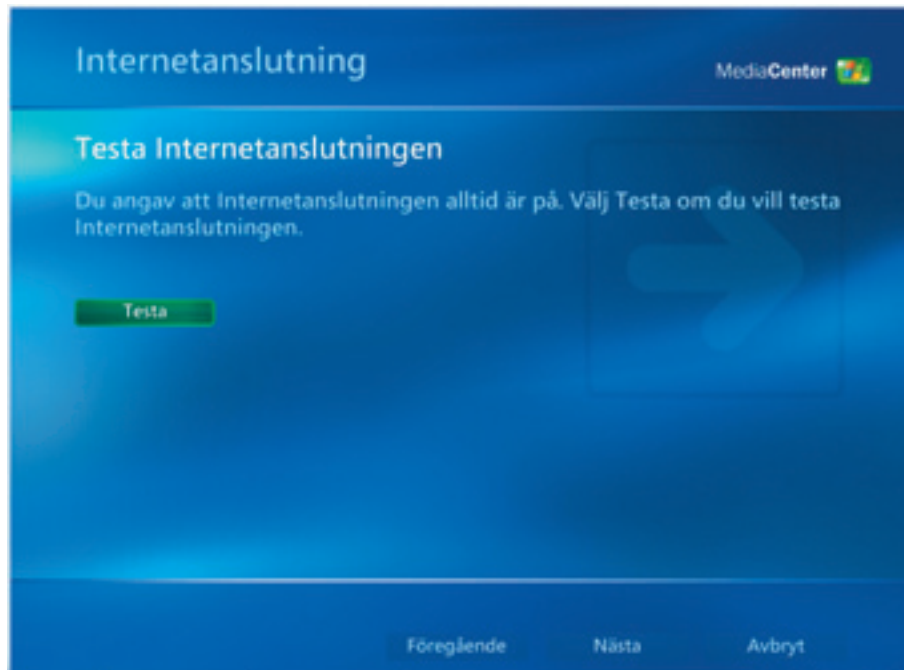 Internetanslutning
MediaCenter
Testa Internetanslutningen
Du angav att Internetanslutningen alltid är på. Välj Testa om du vill testa
Internetanslutningen.
Testa
Föregående Nästa Avbryt